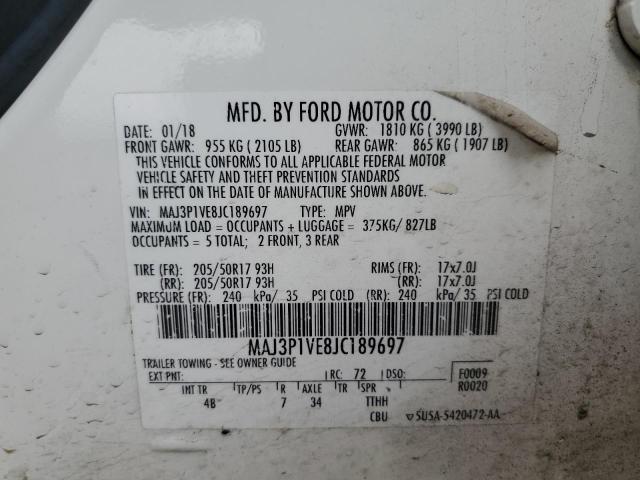 MFD. BY FORD MOTOR CO.
DATE: 01/18 GVWR: 1810 KG ( 3990 LB)
FRONT GAWR: 955 KG ( 2105 LB) REAR GAWR: 865 KG ( 1907 LB)
THIS VEHICLE CONFORMS TO ALL APPLICABLE FEDERAL MOTOR
VEHICLE SAFETY AND THEFT PREVENTION STANDARDS
IN EFFECT ON THE DATE OF MANUFACTURE SHOWN ABOVE.
VIN: MAJ3P1VE8JC189697 TYPE: MPV
MAXIMUM LOAD = OCCUPANTS + LUGGAGE = 375KG/ 827LB
OCCUPANTS = 5 TOTAL; 2 FRONT, 3 REAR
TIRE (FR): 205/50R17 93H RIMS (FR): 17x7.0J
(RR): 205/50R17 93H (RR): 17x7.0J
PRESSURE (FR): 240 kPa/ 35 PSI COLD (RR): 240 kPa/ 35 PSI COLD
MAJ3P1VE8JC189697
TRAILER TOWING - SEE OWNER GUIDE
EXT PNT: RC: 72 DSO: F0009
R0020
INT TR TP/PS R AXLE TR SPR
4B 7 34 TTHH
CBU SUSA-5420472-AA